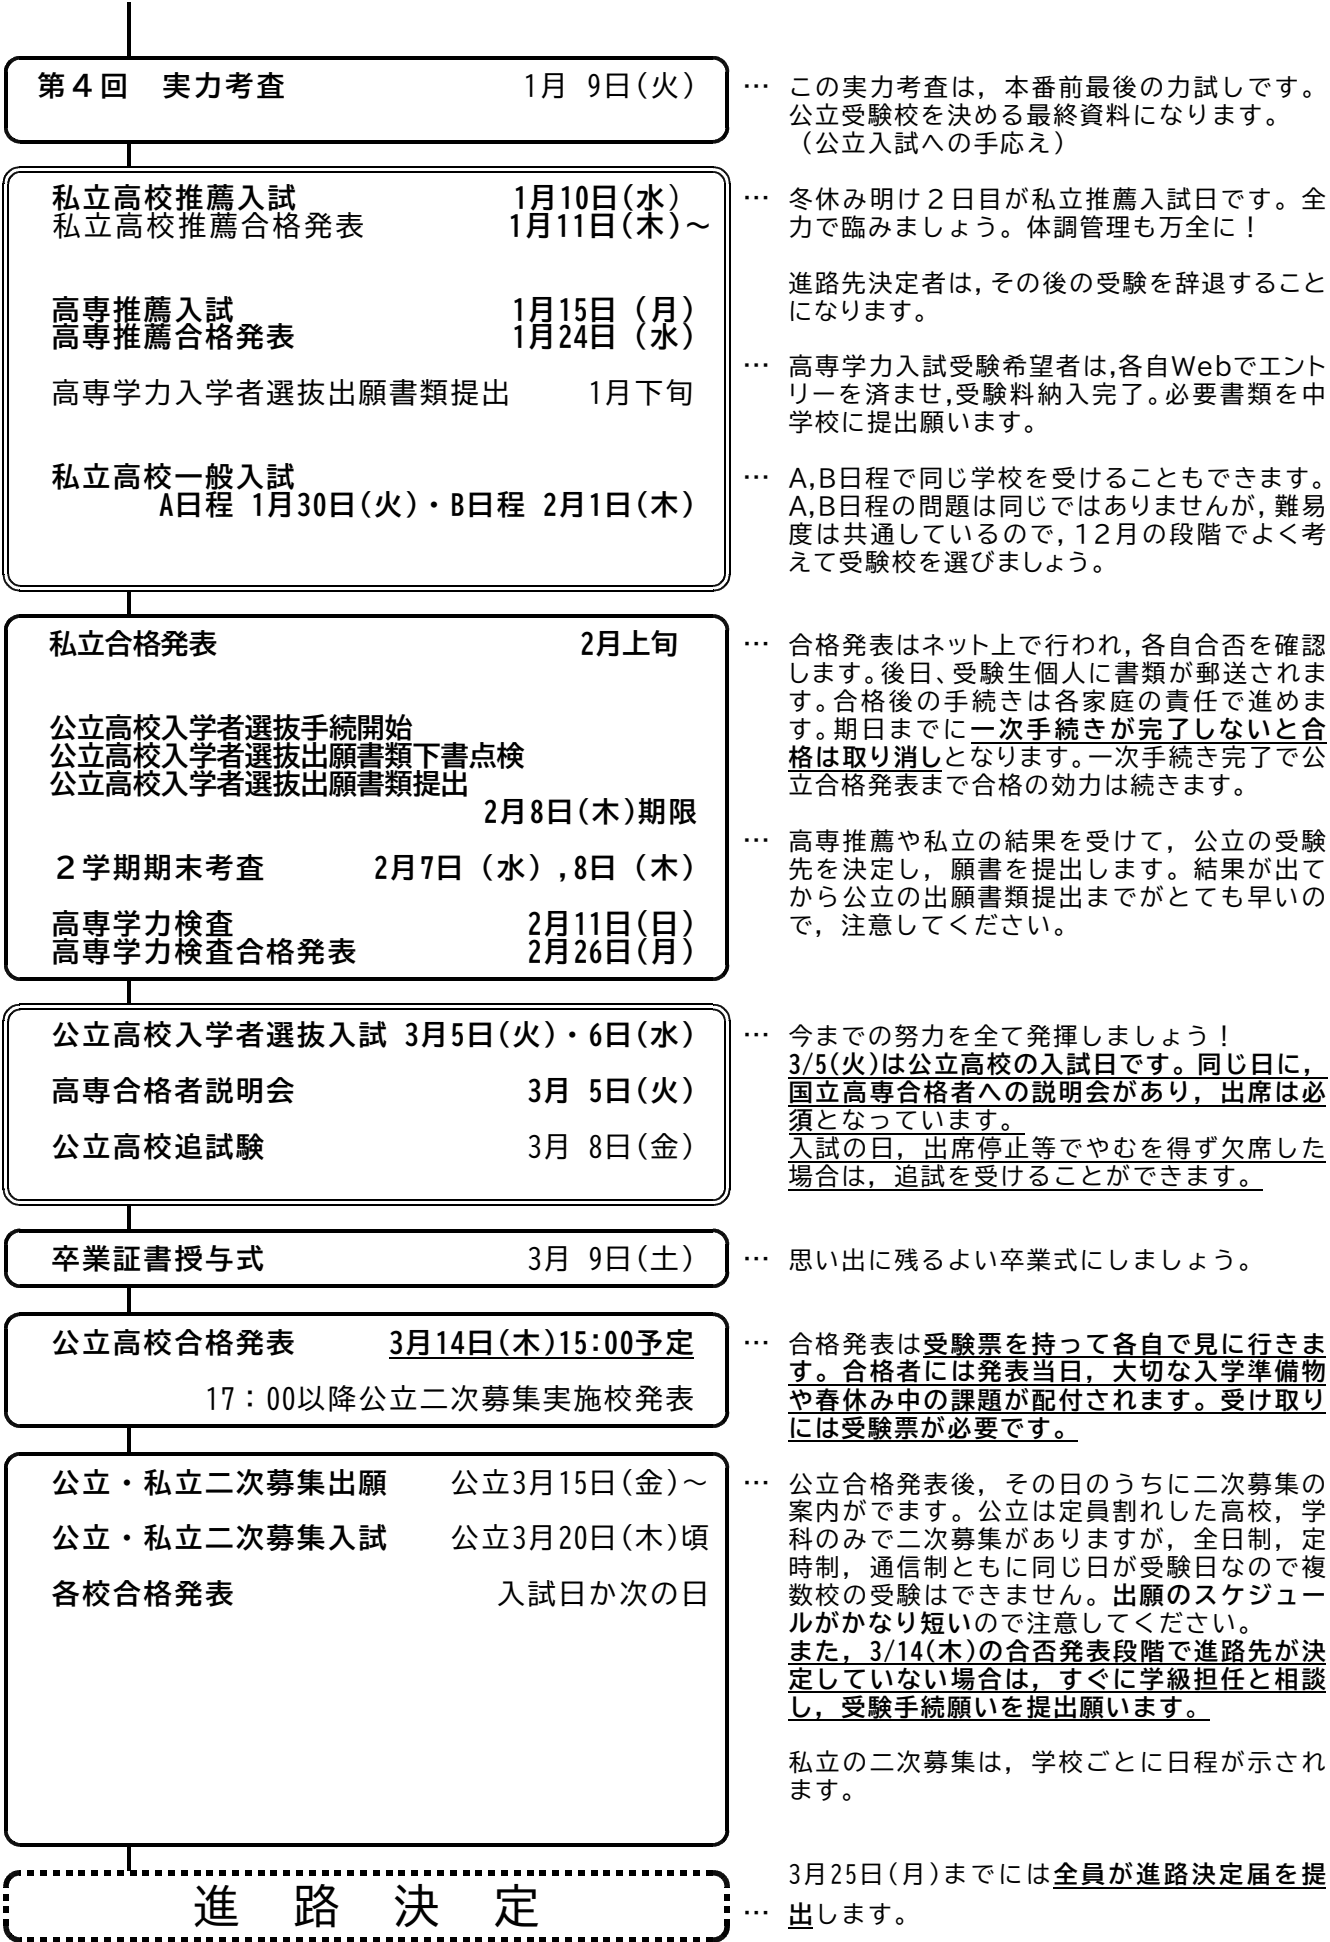 第４回　実力考査　1月 9日(火)
… この実力考査は，本番前最後の力試しです。
公立受験校を決める最終資料になります。
（公立入試への手応え）
私立高校推薦入試　1月10日(水)
私立高校推薦合格発表　1月11日(木)～
… 冬休み明け２日目が私立推薦入試日です。全
力で臨みましょう。体調管理も万全に！
進路先決定者は，その後の受験を辞退すること
になります。
高専推薦入試　1月15日（月）
高専推薦合格発表　1月24日（水）
高専学力入学者選抜出願書類提出　1月下旬
… 高専学力入試受験希望者は，各自Webでエント
リーを済ませ，受験料納入完了。必要書類を中
学校に提出願います。
私立高校一般入試
A日程 1月30日(火)・B日程 2月1日(木)
… A,B日程で同じ学校を受けることもできます。
A,B日程の問題は同じではありませんが，難易
度は共通しているので，12月の段階でよく考
えて受験校を選びましょう。
私立合格発表　2月上旬
… 合格発表はネット上で行われ，各自合否を確認
します。後日、受験生個人に書類が郵送されま
す。合格後の手続きは各家庭の責任で進めま
す。期日までに一次手続きが完了しないと合
格は取り消しとなります。一次手続き完了で公
立合格発表まで合格の効力は続きます。
公立高校入学者選抜手続開始
公立高校入学者選抜出願書類下書点検
公立高校入学者選抜出願書類提出
2月8日(木)期限
… 高専推薦や私立の結果を受けて，公立の受験
先を決定し，願書を提出します。結果が出て
から公立の出願書類提出までがとても早いの
で，注意してください。
２学期期末考査　2月7日（水）,8日（木）
高専学力検査　2月11日(日)
高専学力検査合格発表　2月26日(月)
公立高校入学者選抜入試 3月5日(火)・6日(水)
高専合格者説明会　3月 5日(火)
公立高校追試験　3月 8日(金)
… 今までの努力を全て発揮しましょう！
3/5(火)は公立高校の入試日です。同じ日に，
国立高専合格者への説明会があり，出席は必
須となっています。
入試の日，出席停止等でやむを得ず欠席した
場合は，追試を受けることができます。
卒業証書授与式　3月 9日(土)
… 思い出に残るよい卒業式にしましょう。
公立高校合格発表　3月14日(木)15:00予定
17：00以降公立二次募集実施校発表
… 合格発表は受験票を持って各自で見に行きま
す。合格者には発表当日，大切な入学準備物
や春休み中の課題が配付されます。受け取り
には受験票が必要です。
公立・私立二次募集出願　公立3月15日(金)～
公立・私立二次募集入試　公立3月20日(木)頃
各校合格発表　入試日か次の日
… 公立合格発表後，その日のうちに二次募集の
案内がでます。公立は定員割れした高校，学
科のみで二次募集がありますが，全日制，定
時制，通信制ともに同じ日が受験日なので複
数校の受験はできません。出願のスケジュー
ルがかなり短いので注意してください。
また，3/14(木)の合否発表段階で進路先が決
定していない場合は，すぐに学級担任と相談
し，受験手続願いを提出願います。
私立の二次募集は，学校ごとに日程が示され
ます。
進　路　決　定
3月25日(月)までには全員が進路決定届を提
… 出します。